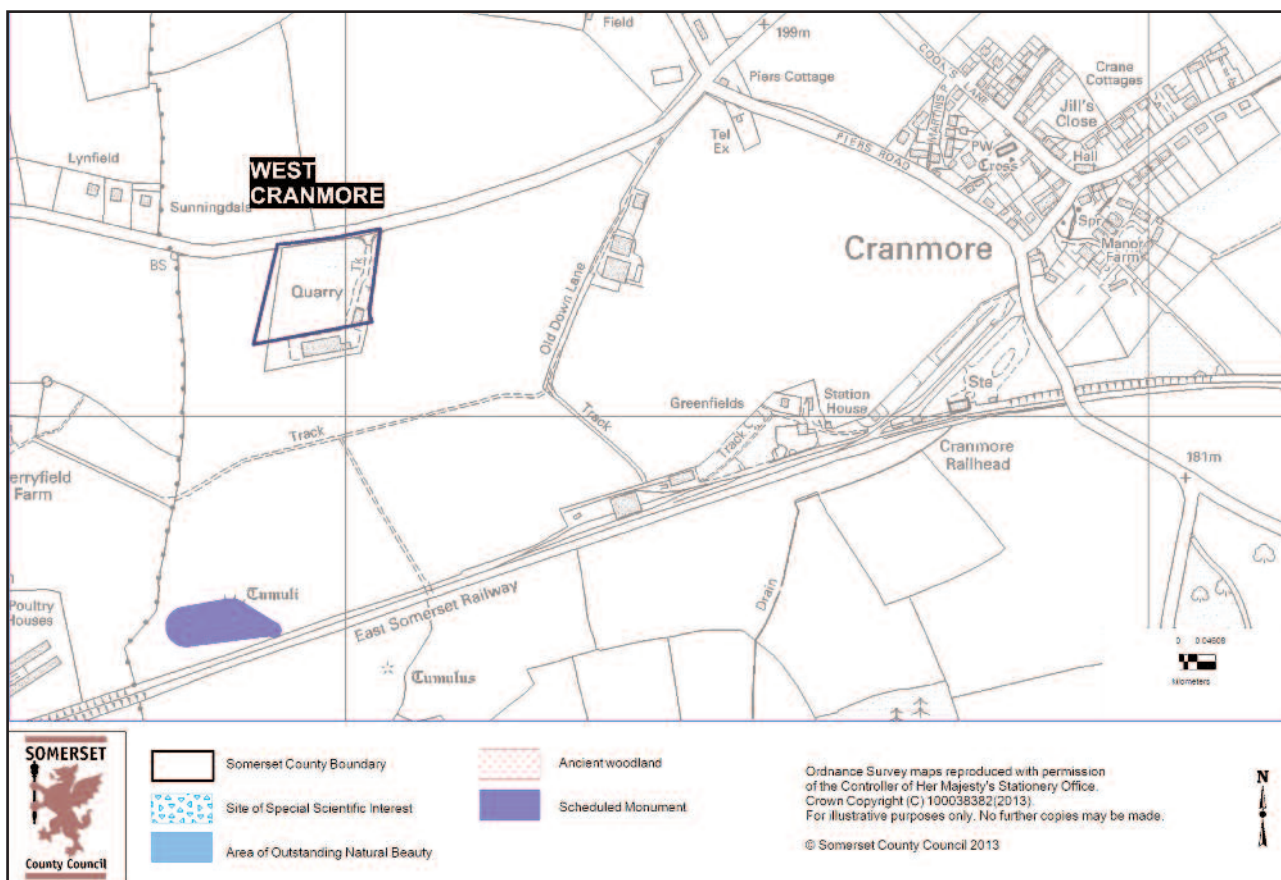 Field
199m
Piers Cottage
COOK'S LANE
Crane
Cottages
Jill's
Close
MARTINS P
PW
Cross
Hall
Lynfield
WEST
CRANMORE
Tel
Ex
PIERS ROAD
Sunningdale
Spr
Manor
Farm
BS
Tk
Quarry
Cranmore
Old Down Lane
Sta
Greenfields
Station
House
Track
Track
Track
Cranmore
Railhead
181m
erryfield
Farm
Tumuli
Poultry
Houses
East Somerset Railway
Drain
Tumulus
0 0.04608
kilometers
SOMERSET
County Council
Somerset County Boundary
Site of Special Scientific Interest
Area of Outstanding Natural Beauty
Ancient woodland
Scheduled Monument
Ordnance Survey maps reproduced with permission
of the Controller of Her Majesty's Stationery Office.
Crown Copyright (C) 100038382(2013).
For illustrative purposes only. No further copies may be made.
© Somerset County Council 2013
N